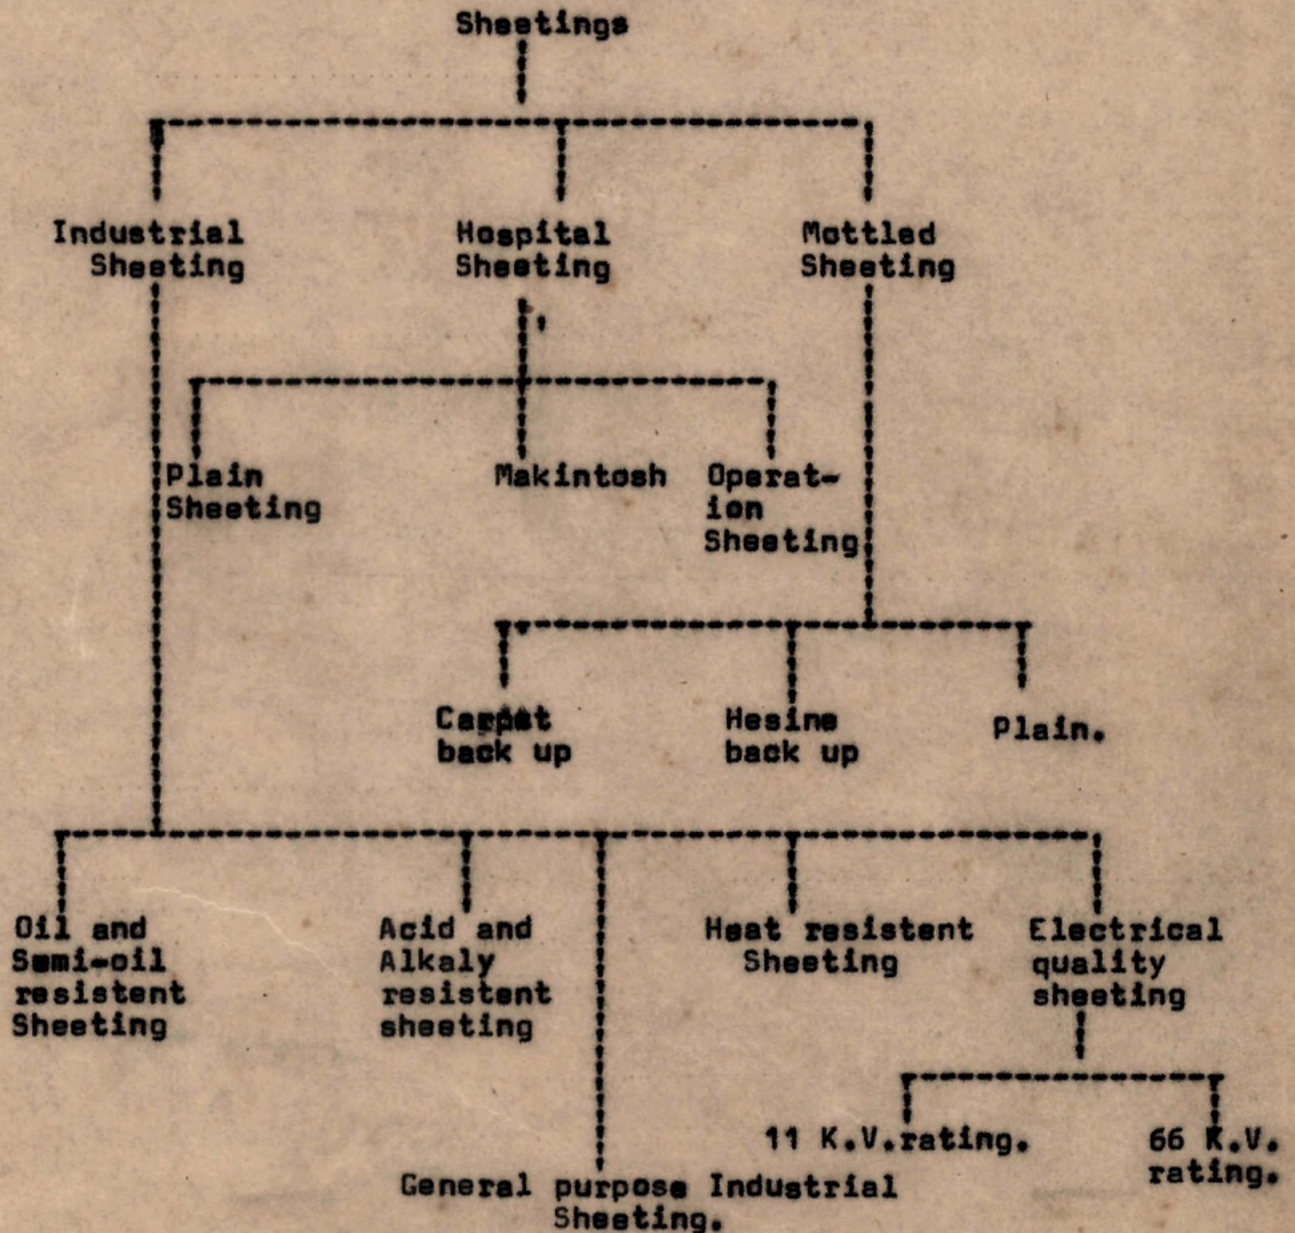 Sheetings
Industrial
Sheeting
Hospital
Sheeting
Mottled
Sheeting
Plain
Sheeting
Makintosh
Operat-
ion
Sheeting
Carpet
back up
Hesine
back up
Plain.
Oil and
Semi-oil
resistent
Sheeting
Acid and
Alkaly
resistent
sheeting
General purpose Industrial
Sheeting.
Heat resistent
Sheeting
Electrical
quality
sheeting
11 K.V.rating.
66 K.V.
rating.